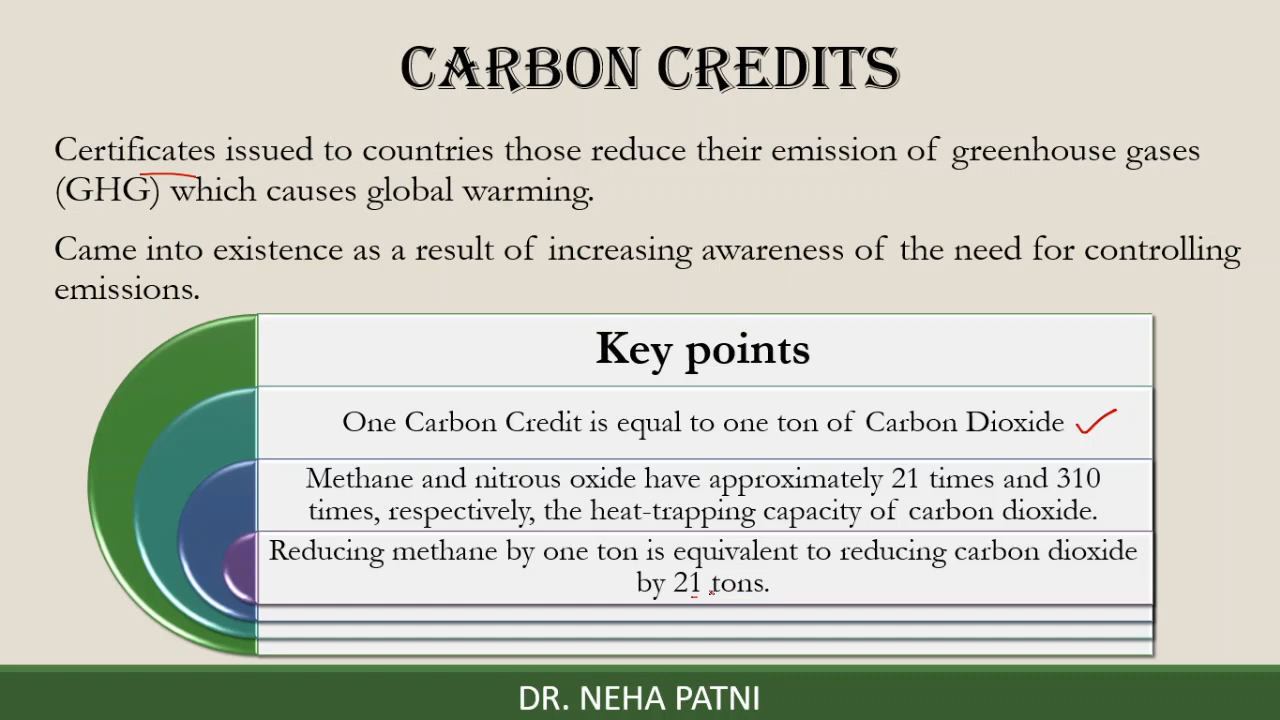 CARBON CREDITS
Certificates issued to countries those reduce their emission of greenhouse gases
(GHG) which causes global warming.
Came into existence as a result of increasing awareness of the need for controlling
emissions.
Key points
One Carbon Credit is equal to one ton of Carbon Dioxide
Methane and nitrous oxide have approximately 21 times and 310
times, respectively, the heat-trapping capacity of carbon dioxide.
Reducing methane by one ton is equivalent to reducing carbon dioxide
by 21 tons.
DR. NEHA PATNI